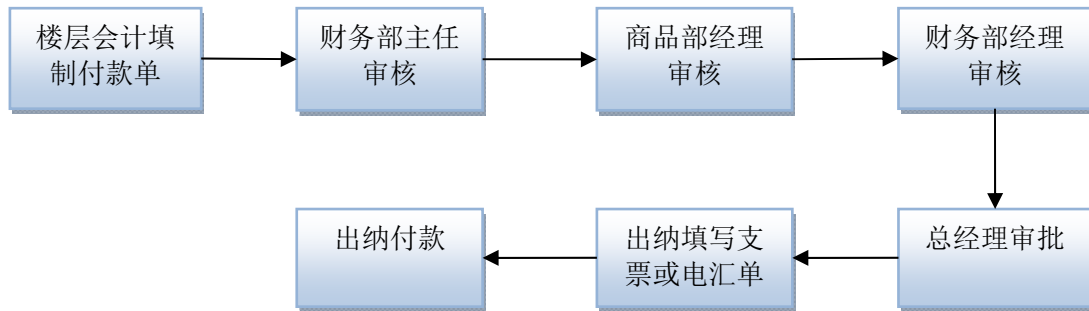 楼层会计填
制付款单
财务部主任
审核
商品部经理
审核
财务部经理
审核
总经理审批
出纳填写支
票或电汇单
出纳付款